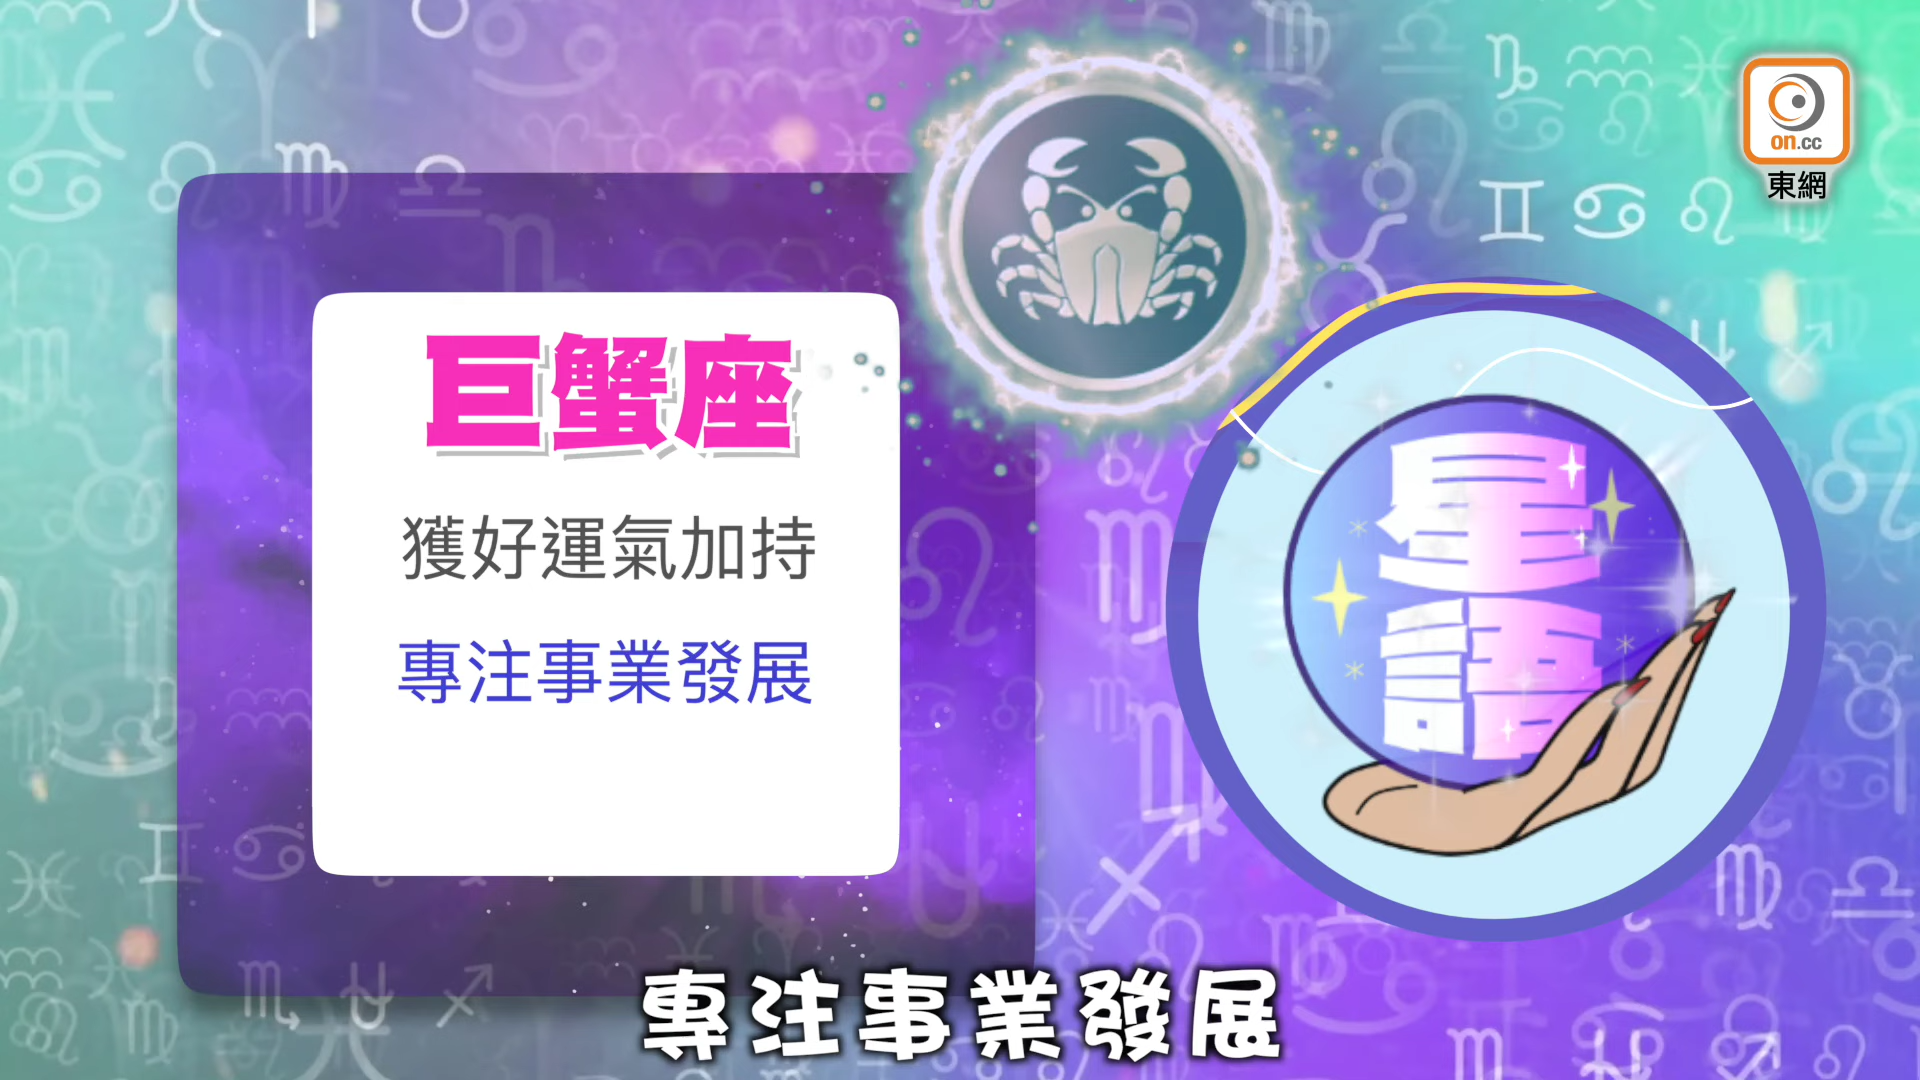 on.cc
東網
巨蟹座
獲好運氣加持
專注事業發展
星
語
專注事業發展